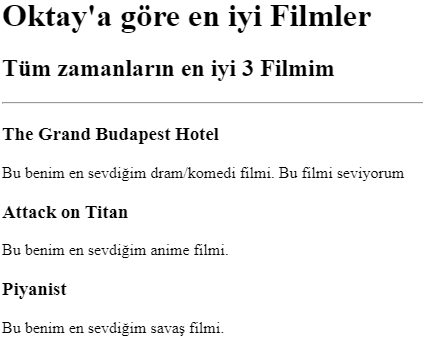 Oktay'a göre en iyi Filmler
Tüm zamanların en iyi 3 Filmim
The Grand Budapest Hotel
Bu benim en sevdiğim dram/komedi filmi. Bu filmi seviyorum
Attack on Titan
Bu benim en sevdiğim anime filmi.
Piyanist
Bu benim en sevdiğim savaş filmi.